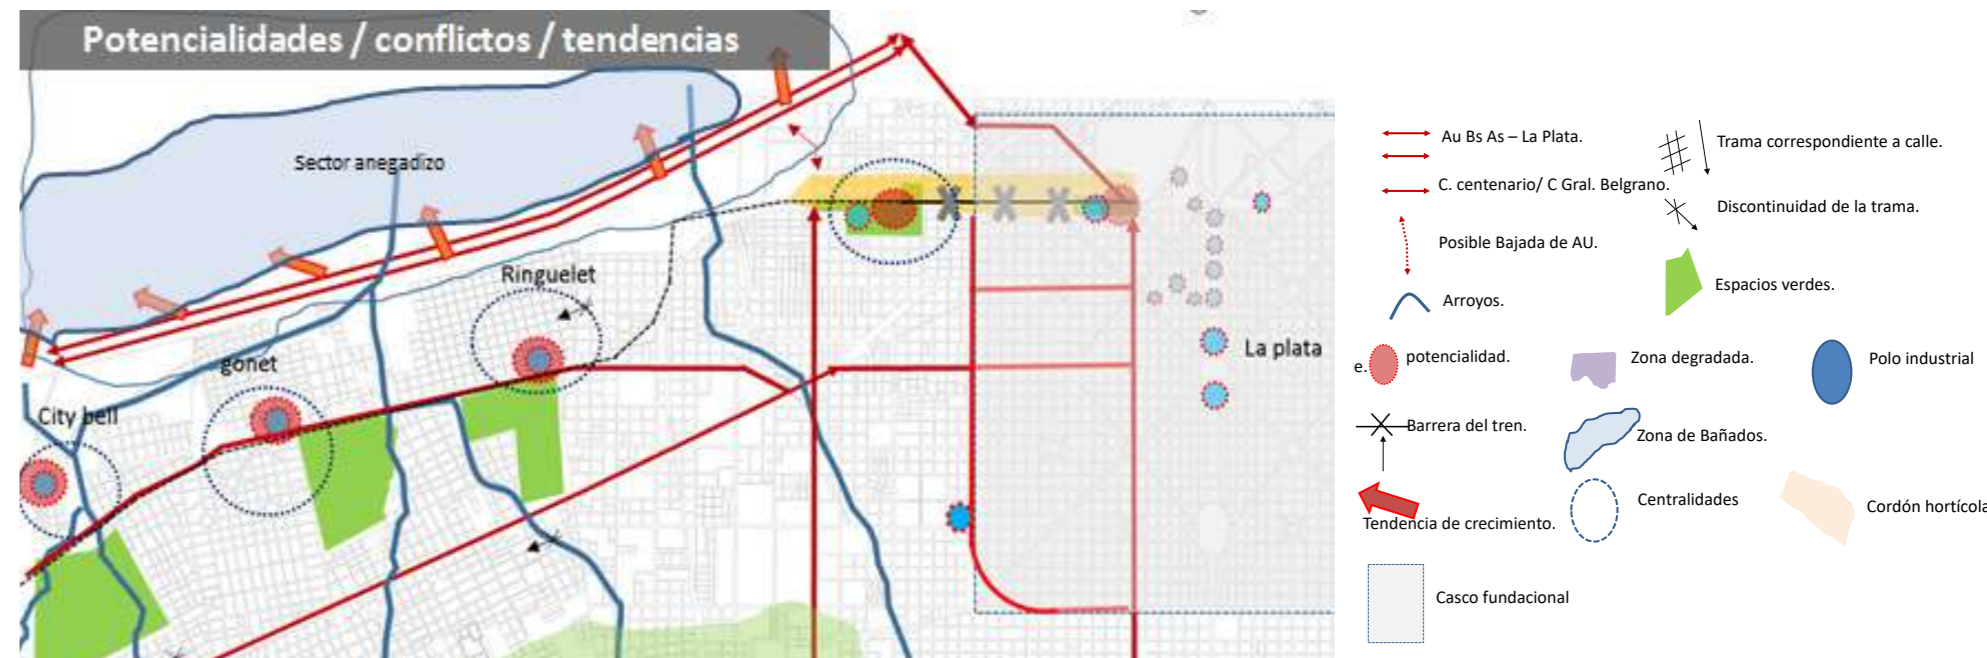 Potencialidades / conflictos / tendencias
Sector anegadizo
Ringuelet
gonet
City bell
La plata
Au Bs As – La Plata.
C. centenario/ C Gral. Belgrano.
Posible Bajada de AU.
Arroyos.
e.
potencialidad.
Barrera del tren.
Tendencia de crecimiento.
Casco fundacional
Trama correspondiente a calle.
Discontinuidad de la trama.
Espacios verdes.
Zona degradada.
Polo industrial
Zona de Bañados.
Centralidades
Cordón hortícola